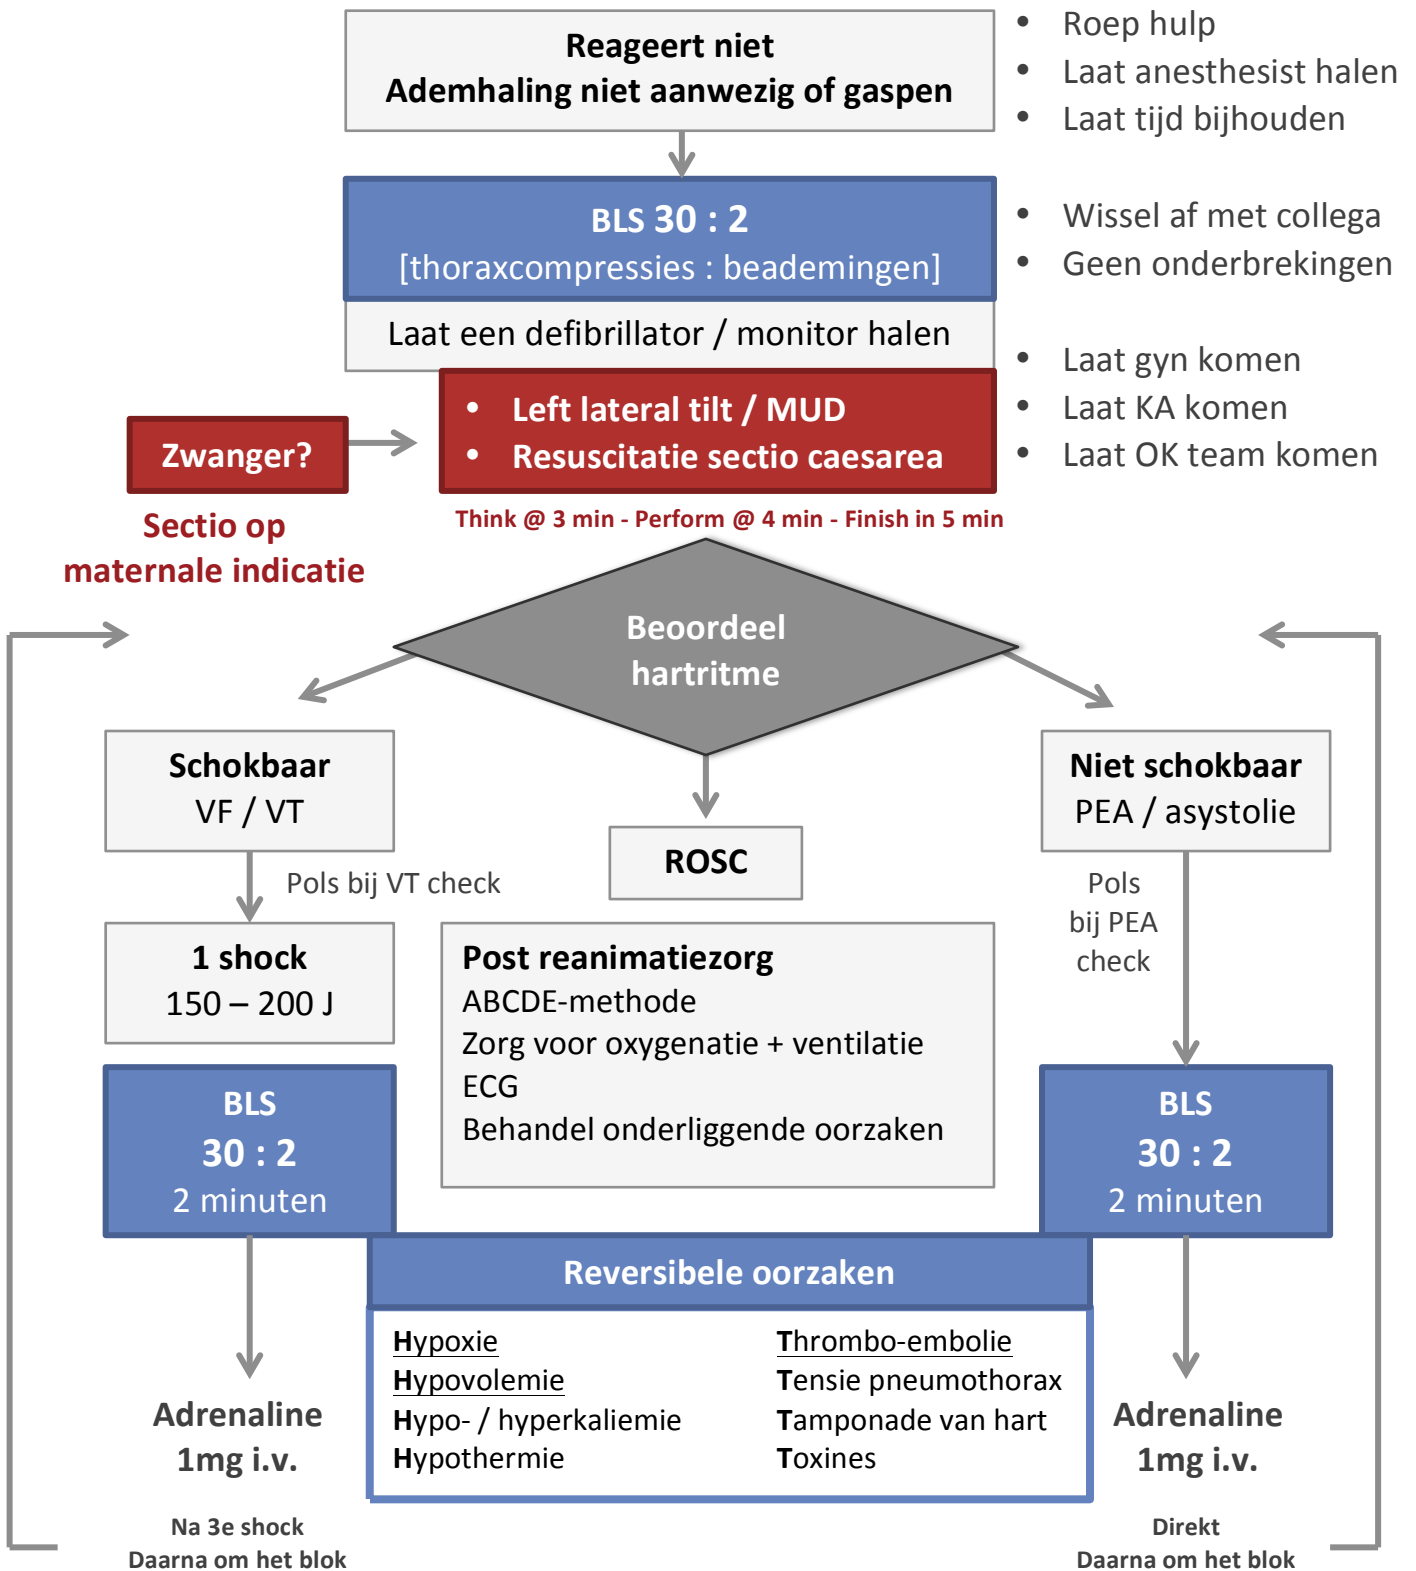 Reageert niet
Ademhaling niet aanwezig of gaspen
• Roep hulp
• Laat anesthesist halen
• Laat tijd bijhouden
BLS 30 : 2
[thoraxcompressies : beademingen]
• Wissel af met collega
• Geen onderbrekingen
Laat een defibrillator / monitor halen
Zwanger?
• Left lateral tilt / MUD
• Resuscitatie sectio caesarea
• Laat gyn komen
• Laat KA komen
• Laat OK team komen
Sectio op
maternale indicatie
Think @ 3 min - Perform @ 4 min - Finish in 5 min
Beoordeel
hartritme
Schokbaar
VF / VT
Pols bij VT check
1 shock
150 – 200 J
BLS
30 : 2
2 minuten
Adrenaline
1mg i.v.
Na 3e shock
Daarna om het blok
ROSC
Post reanimatiezorg
ABCDE-methode
Zorg voor oxygenatie + ventilatie
ECG
Behandel onderliggende oorzaken
Reversibele oorzaken
Hypoxie
Hypovolemie
Hypo- / hyperkaliemie
Hypothermie
Thrombo-embolie
Tensie pneumothorax
Tamponade van hart
Toxines
Niet schokbaar
PEA / asystolie
Pols
bij PEA
check
BLS
30 : 2
2 minuten
Adrenaline
1mg i.v.
Direkt
Daarna om het blok